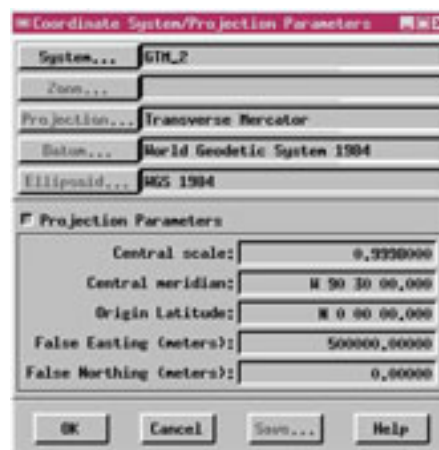 Coordinate System/Projection Parameters
System... GTM_2
Zone...
Projection... Transverse Mercator
Datum... World Geodetic System 1984
Ellipsoid... WGS 1984
Projection Parameters
Central scale: 0.9998000
Central meridian: W 90 30 00.000
Origin Latitude: N 0 00 00.000
False Easting (meters): 500000.00000
False Northing (meters): 0.00000
OK Cancel Save... Help